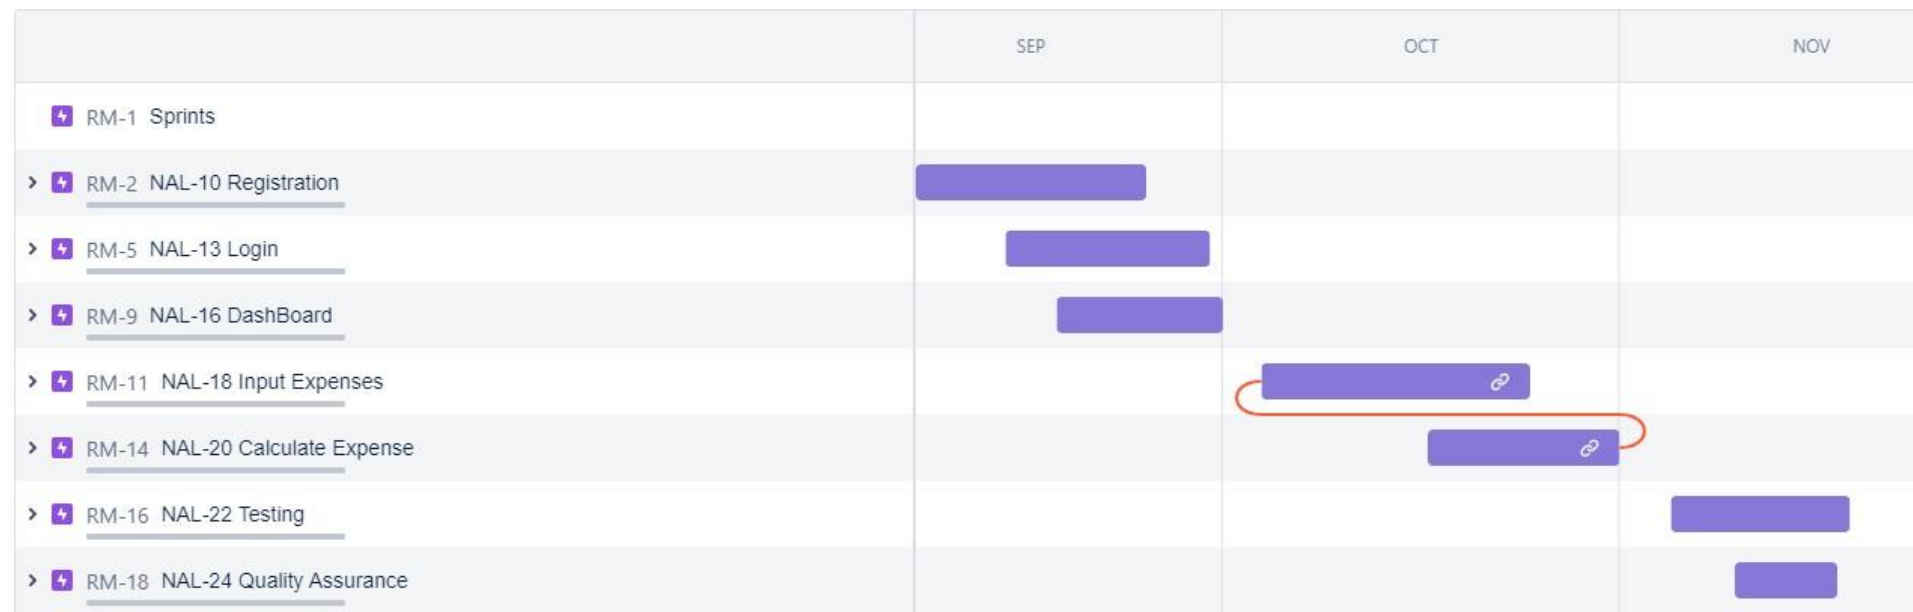 SEP OCT NOV
RM-1 Sprints
RM-2 NAL-10 Registration
RM-5 NAL-13 Login
RM-9 NAL-16 DashBoard
RM-11 NAL-18 Input Expenses
RM-14 NAL-20 Calculate Expense
RM-16 NAL-22 Testing
RM-18 NAL-24 Quality Assurance